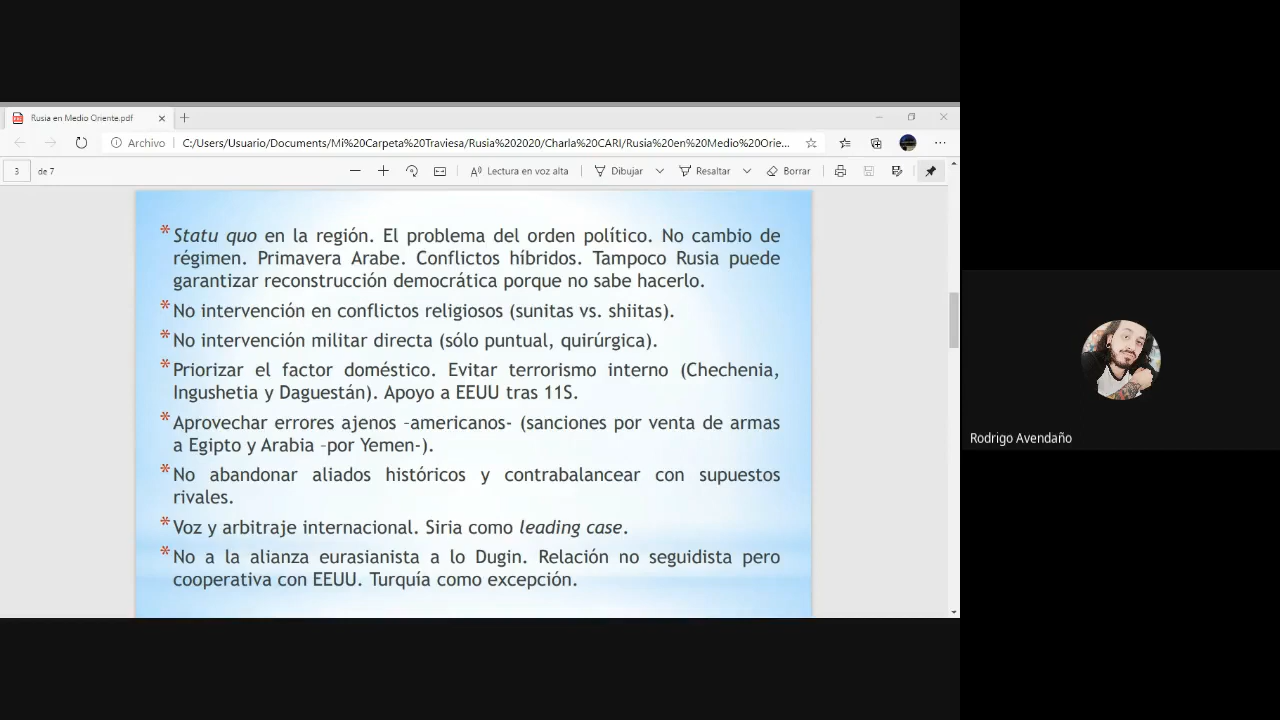 Rusia en Medio Oriente.pdf
Archivo
C:/Users/Usuario/Documents/Mi%20Carpeta%20Traviesa/Rusia%202020/Charla%20CARI/Rusia%20en%20Medio%20Orie...
3 de 7
Lectura en voz alta
Dibujar
Resaltar
Borrar
* Statu quo en la región. El problema del orden político. No cambio de
régimen. Primavera Arabe. Conflictos híbridos. Tampoco Rusia puede
garantizar reconstrucción democrática porque no sabe hacerlo.
* No intervención en conflictos religiosos (sunitas vs. shiitas).
* No intervención militar directa (sólo puntual, quirúrgica).
* Priorizar el factor doméstico. Evitar terrorismo interno (Chechenia,
Ingushetia y Daguestán). Apoyo a EEUU tras 11S.
* Aprovechar errores ajenos -americanos- (sanciones por venta de armas
a Egipto y Arabia -por Yemen-).
* No abandonar aliados históricos y contrabalancear con supuestos
rivales.
* Voz y arbitraje internacional. Siria como leading case.
* No a la alianza eurasianista a lo Dugin. Relación no seguidista pero
cooperativa con EEUU. Turquía como excepción.
Rodrigo Avendaño